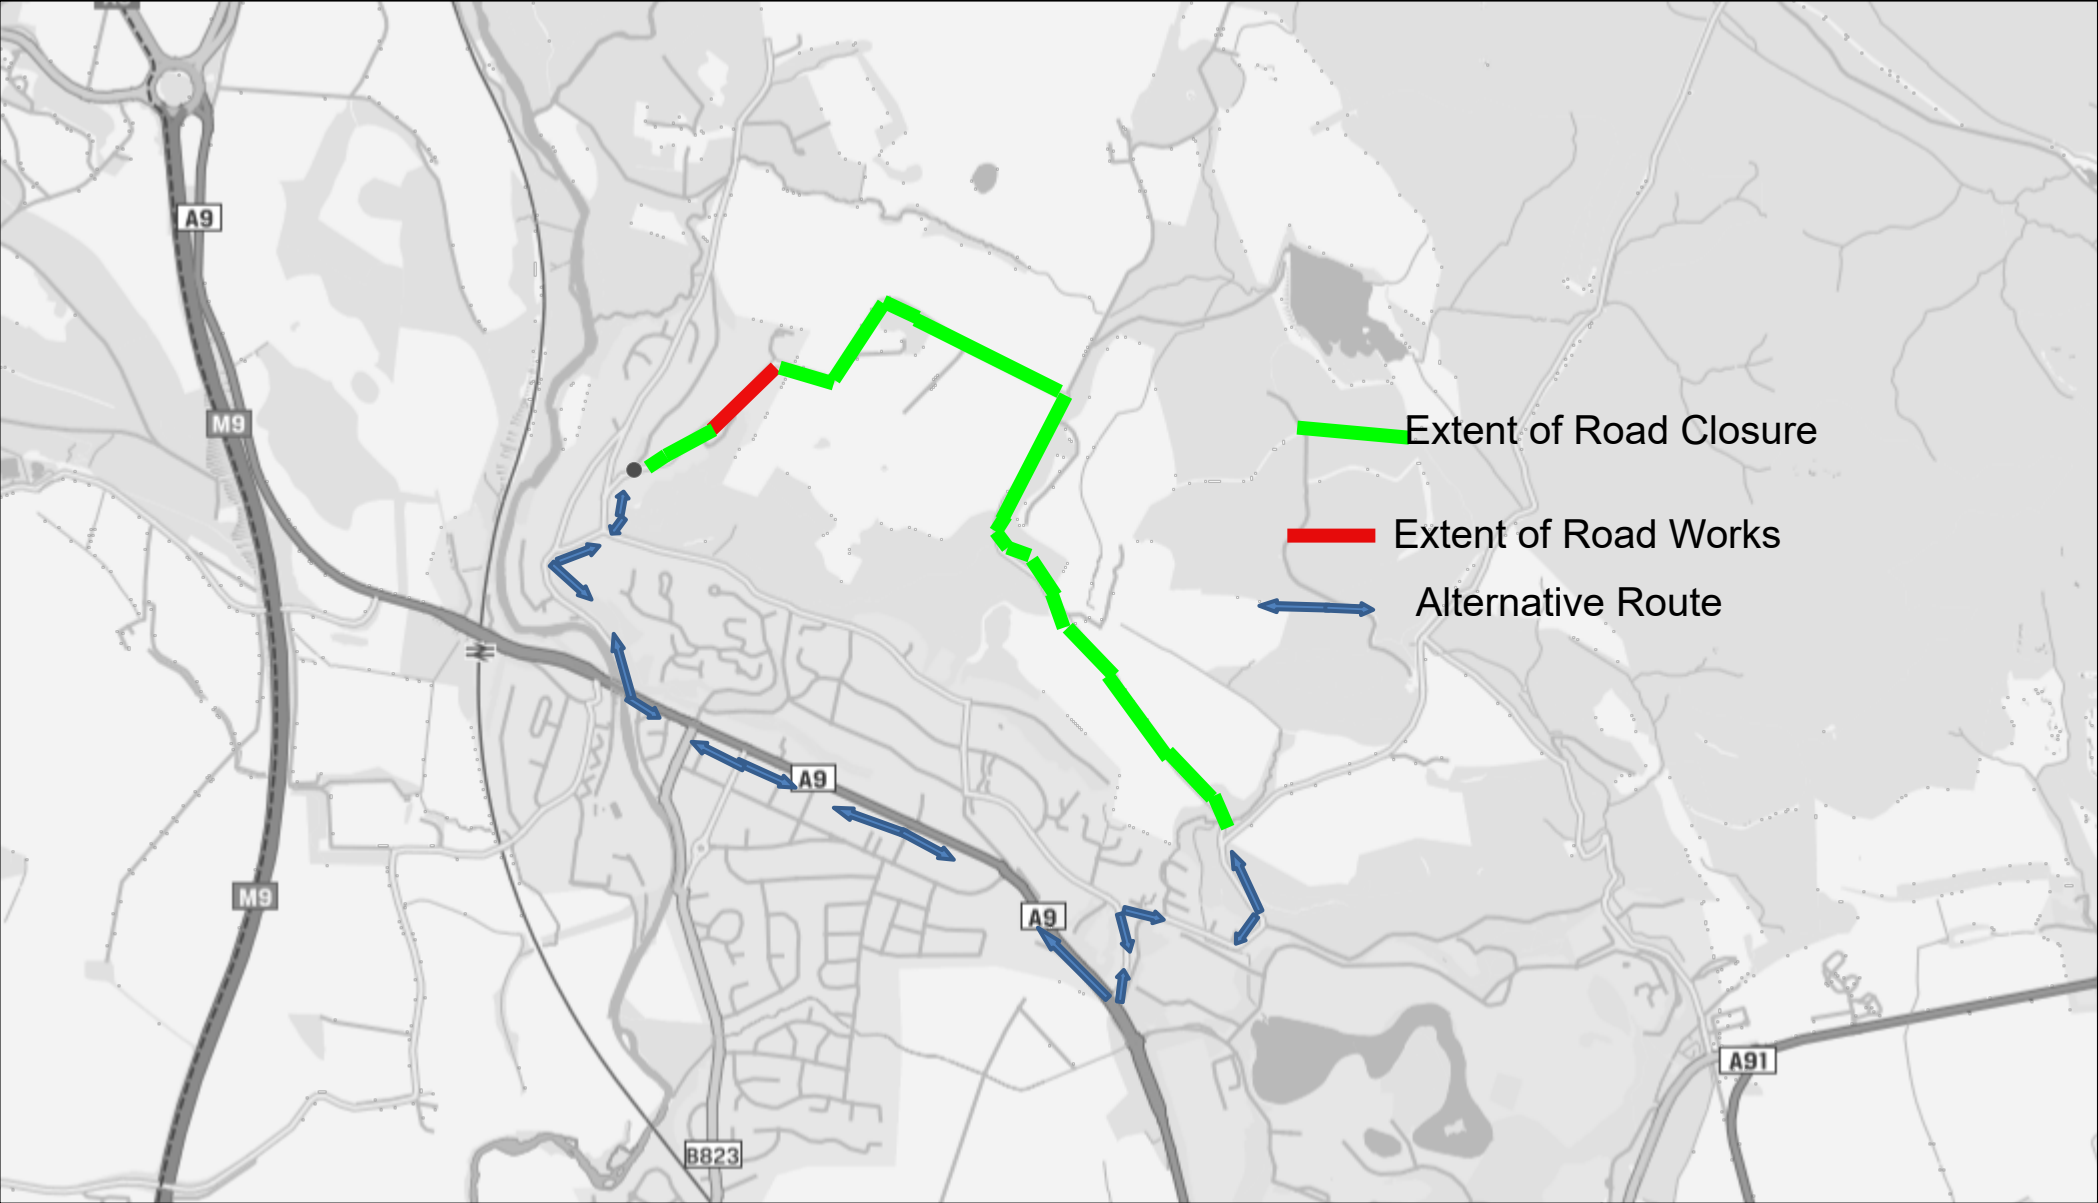 A9
M9
Extent of Road Closure
Extent of Road Works
Alternative Route
A9
M9
A9
A91
B823